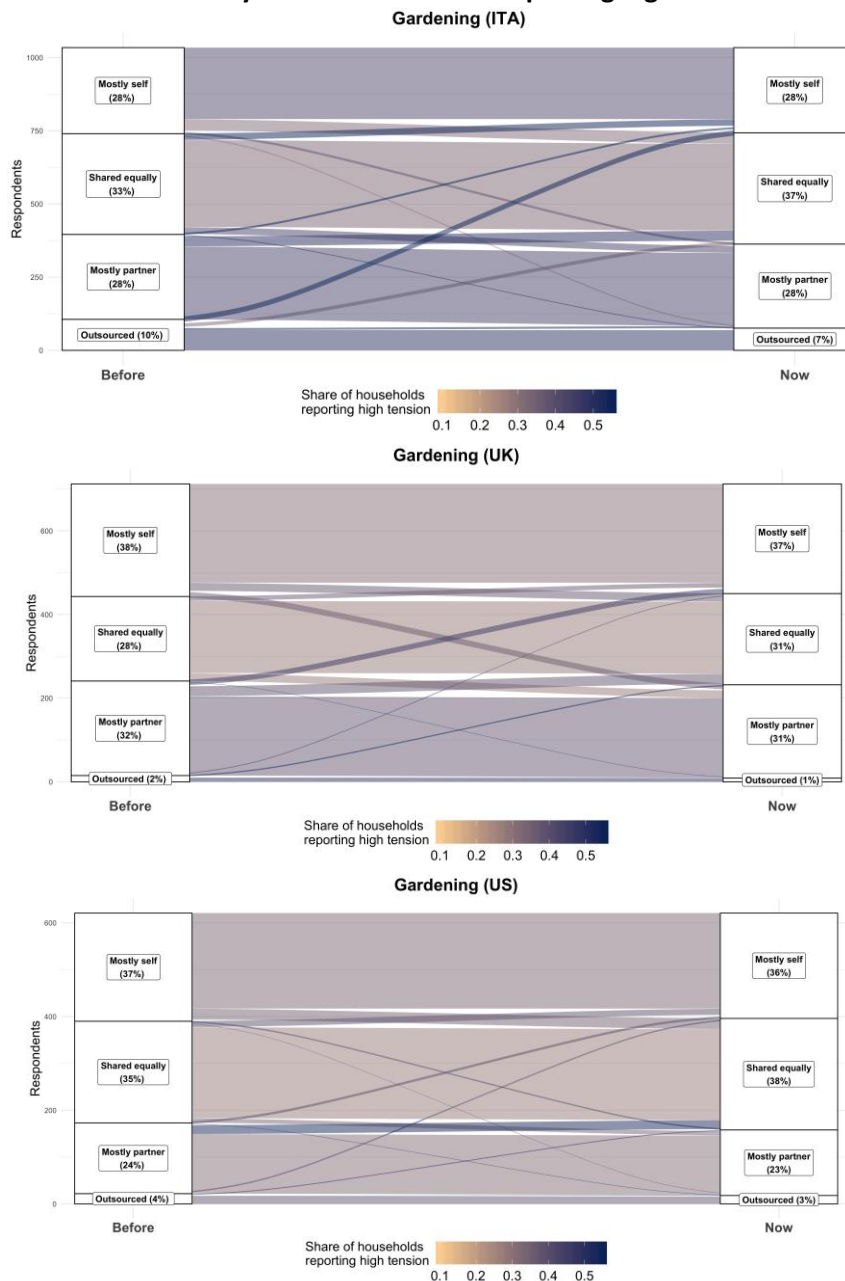 Gardening (ITA)
Respondents
1000
750
500
250
0
Mostly self
(28%)
Shared equally
(33%)
Mostly partner
(28%)
Outsourced (10%)
Mostly self
(28%)
Shared equally
(37%)
Mostly partner
(28%)
Outsourced (7%)
Before
Now
Share of households
reporting high tension
0.1 0.2 0.3 0.4 0.5
Gardening (UK)
Respondents
600
400
200
0
Mostly self
(38%)
Shared equally
(28%)
Mostly partner
(32%)
Outsourced (2%)
Mostly self
(37%)
Shared equally
(31%)
Mostly partner
(31%)
Outsourced (1%)
Before
Now
Share of households
reporting high tension
0.1 0.2 0.3 0.4 0.5
Gardening (US)
Respondents
600
400
200
0
Mostly self
(37%)
Shared equally
(35%)
Mostly partner
(24%)
Outsourced (4%)
Mostly self
(36%)
Shared equally
(38%)
Mostly partner
(23%)
Outsourced (3%)
Before
Now
Share of households
reporting high tension
0.1 0.2 0.3 0.4 0.5